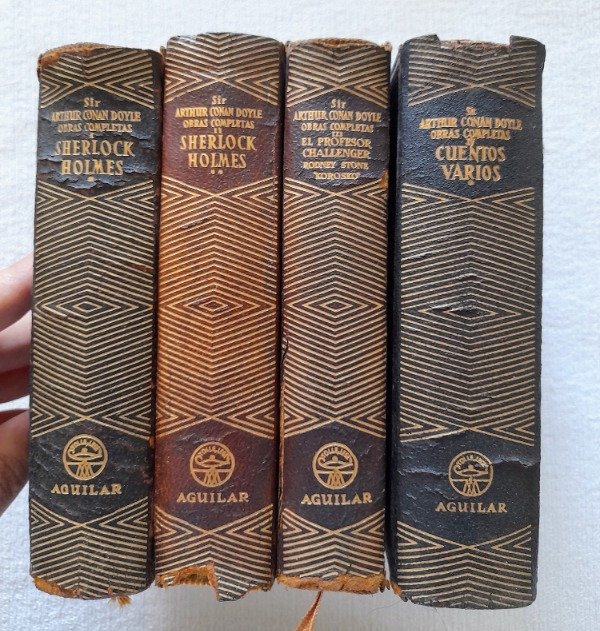 Sir
ARTHUR CONAN DOYLE
OBRAS COMPLETAS
I
SHERLOCK
HOLMES
*
AGUILAR
Sir
ARTHUR CONAN DOYLE
OBRAS COMPLETAS
II
SHERLOCK
HOLMES
**
AGUILAR
Sir
ARTHUR CONAN DOYLE
OBRAS COMPLETAS
III
EL PROFESOR
CHALLENGER
RODNEY STONE
"KOROSKO"
AGUILAR
Sir
ARTHUR CONAN DOYLE
OBRAS COMPLETAS
CUENTOS
VARIOS
*
AGUILAR